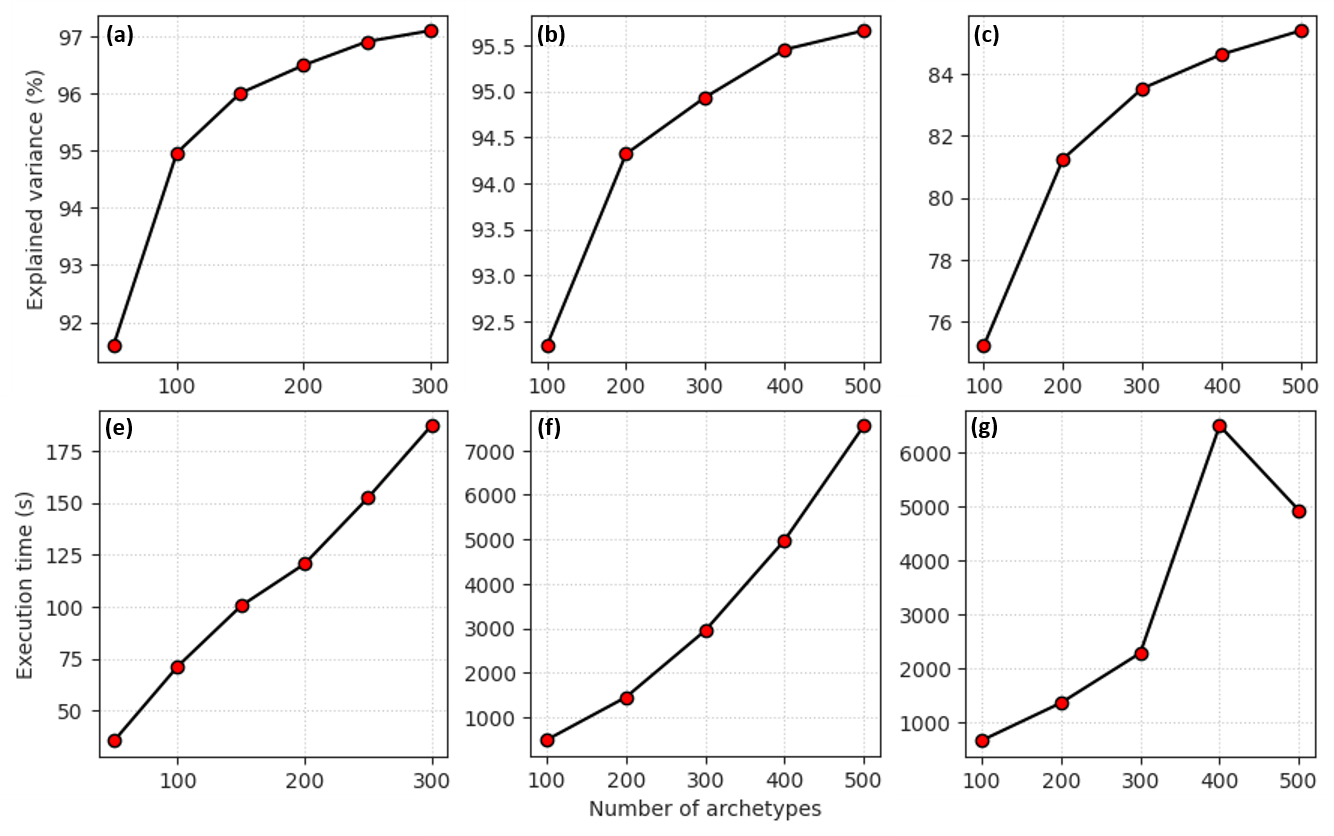 (a)
Explained variance (%)
97
96
95
94
93
92
100 200 300
(b)
95.5
95.0
94.5
94.0
93.5
93.0
92.5
100 200 300 400 500
(c)
84
82
80
78
76
100 200 300 400 500
(e)
Execution time (s)
175
150
125
100
75
50
100 200 300
(f)
7000
6000
5000
4000
3000
2000
1000
100 200 300 400 500
Number of archetypes
(g)
6000
5000
4000
3000
2000
1000
100 200 300 400 500